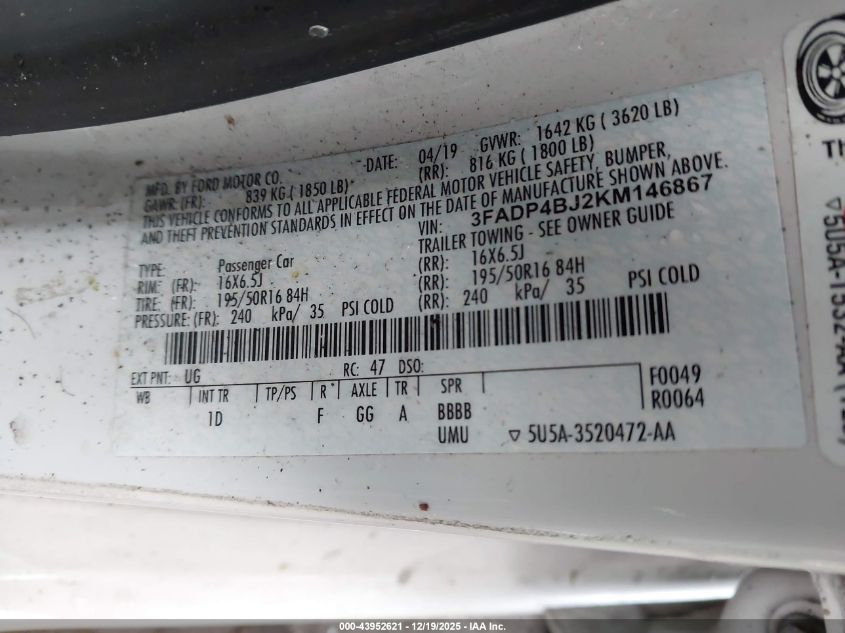 MFD. BY FORD MOTOR CO. DATE: 04/19 GVWR: 1642 KG ( 3620 LB)
GAWR: (FR): 839 KG ( 1850 LB) (RR): 816 KG ( 1800 LB)
THIS VEHICLE CONFORMS TO ALL APPLICABLE FEDERAL MOTOR VEHICLE SAFETY, BUMPER,
AND THEFT PREVENTION STANDARDS IN EFFECT ON THE DATE OF MANUFACTURE SHOWN ABOVE.
VIN: 3FADP4BJ2KM146867
TYPE: Passenger Car TRAILER TOWING - SEE OWNER GUIDE
RIM: (FR): 16X6.5J (RR): 16X6.5J
TIRE: (FR): 195/50R16 84H (RR): 195/50R16 84H
PRESSURE: (FR): 240 kPa/ 35 PSI COLD (RR): 240 kPa/ 35 PSI COLD
EXT PNT: UG RC: 47 DSO:
WB INT TR TP/PS R AXLE TR SPR F0049
1D F GG A BBBB R0064
UMU ▽ 5U5A-3520472-AA
000-43952621 - 12/19/2025 - IAA Inc.